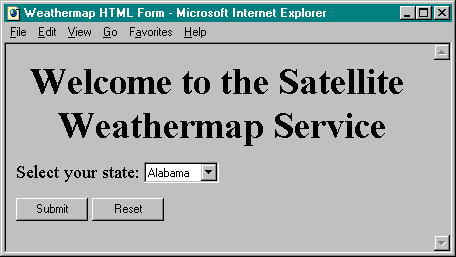 Weathermap HTML Form - Microsoft Internet Explorer
File Edit View Go Favorites Help
Welcome to the Satellite
Weathermap Service
Select your state: Alabama
Submit Reset